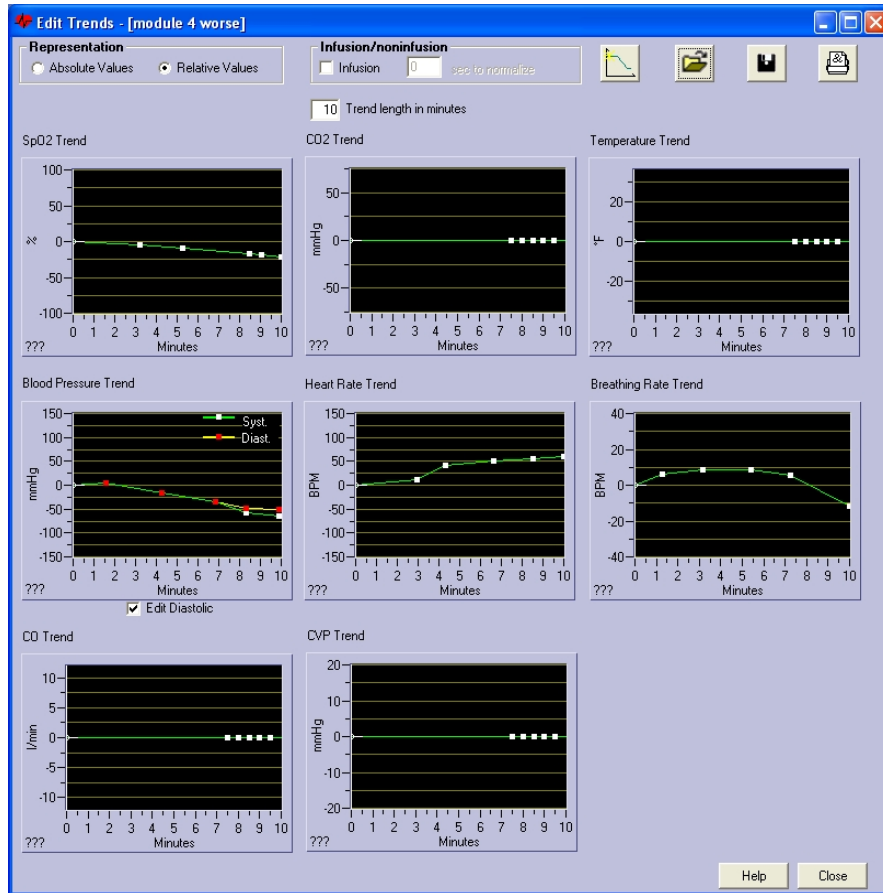 Edit Trends - [module 4 worse]
Representation
Absolute Values
Relative Values
Infusion/noninfusion
Infusion
0
sec to normalize
&
10 Trend length in minutes
SpO2 Trend
100
50
0
-50
-100
%
0 1 2 3 4 5 6 7 8 9 10
Minutes
???
CO2 Trend
50
0
-50
mmHg
0 1 2 3 4 5 6 7 8 9 10
Minutes
???
Temperature Trend
20
0
-20
°F
0 1 2 3 4 5 6 7 8 9 10
Minutes
???
Blood Pressure Trend
150
100
50
0
-50
-100
-150
mmHg
Syst.
Diast.
0 1 2 3 4 5 6 7 8 9 10
Minutes
???
Edit Diastolic
Heart Rate Trend
150
100
50
0
-50
-100
-150
BPM
0 1 2 3 4 5 6 7 8 9 10
Minutes
???
Breathing Rate Trend
40
20
0
-20
-40
BPM
0 1 2 3 4 5 6 7 8 9 10
Minutes
???
CO Trend
10
5
0
-5
-10
l/min
0 1 2 3 4 5 6 7 8 9 10
Minutes
???
CVP Trend
20
10
0
-10
-20
mmHg
0 1 2 3 4 5 6 7 8 9 10
Minutes
???
Help
Close